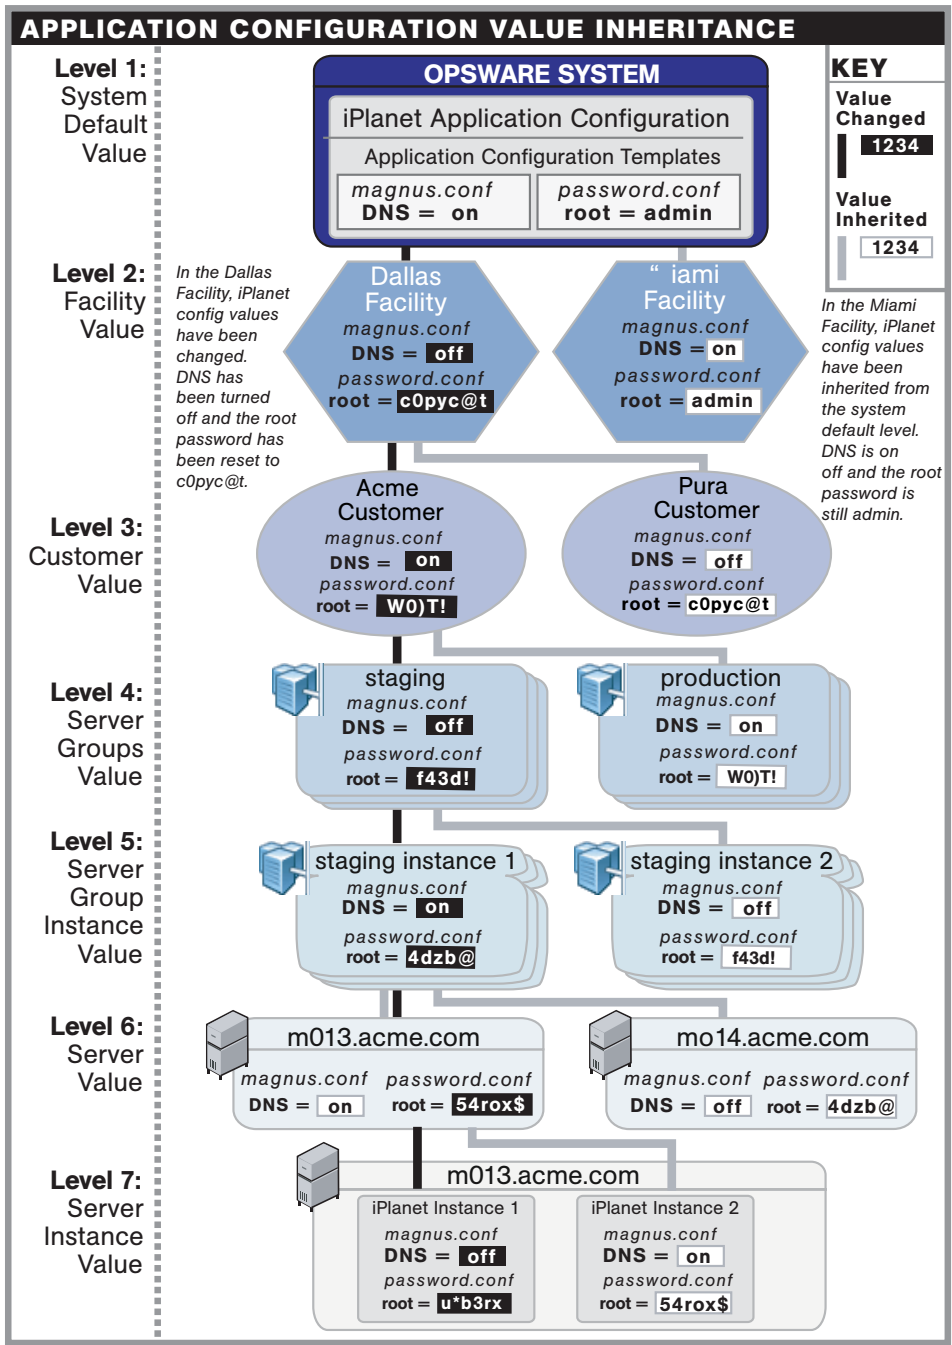 APPLICATION CONFIGURATION VALUE INHERITANCE
Level 1:
System
Default
Value
OPSWARE SYSTEM
iPlanet Application Configuration
Application Configuration Templates
magnus.conf
DNS = on
password.conf
root = admin
KEY
Value
Changed
1234
Value
Inherited
1234
Level 2:
Facility
Value
In the Dallas
Facility, iPlanet
config values
have been
changed.
DNS has
been turned
off and the root
password has
been reset to
c0pyc@t.
Dallas
Facility
magnus.conf
DNS = off
password.conf
root = c0pyc@t
“ iami
Facility
magnus.conf
DNS = on
password.conf
root = admin
In the Miami
Facility, iPlanet
config values
have been
inherited from
the system
default level.
DNS is on
off and the root
password is
still admin.
Level 3:
Customer
Value
Acme
Customer
magnus.conf
DNS = on
password.conf
root = W0)T!
Pura
Customer
magnus.conf
DNS = off
password.conf
root = c0pyc@t
Level 4:
Server
Groups
Value
staging
magnus.conf
DNS = off
password.conf
root = f43d!
production
magnus.conf
DNS = on
password.conf
root = W0)T!
Level 5:
Server
Group
Instance
Value
staging instance 1
magnus.conf
DNS = on
password.conf
root = 4dzb@
staging instance 2
magnus.conf
DNS = off
password.conf
root = f43d!
Level 6:
Server
Value
m013.acme.com
magnus.conf password.conf
DNS = on root = 54rox$
mo14.acme.com
magnus.conf password.conf
DNS = off root = 4dzb@
Level 7:
Server
Instance
Value
m013.acme.com
iPlanet Instance 1
magnus.conf
DNS = off
password.conf
root = u*b3rx
iPlanet Instance 2
magnus.conf
DNS = on
password.conf
root = 54rox$